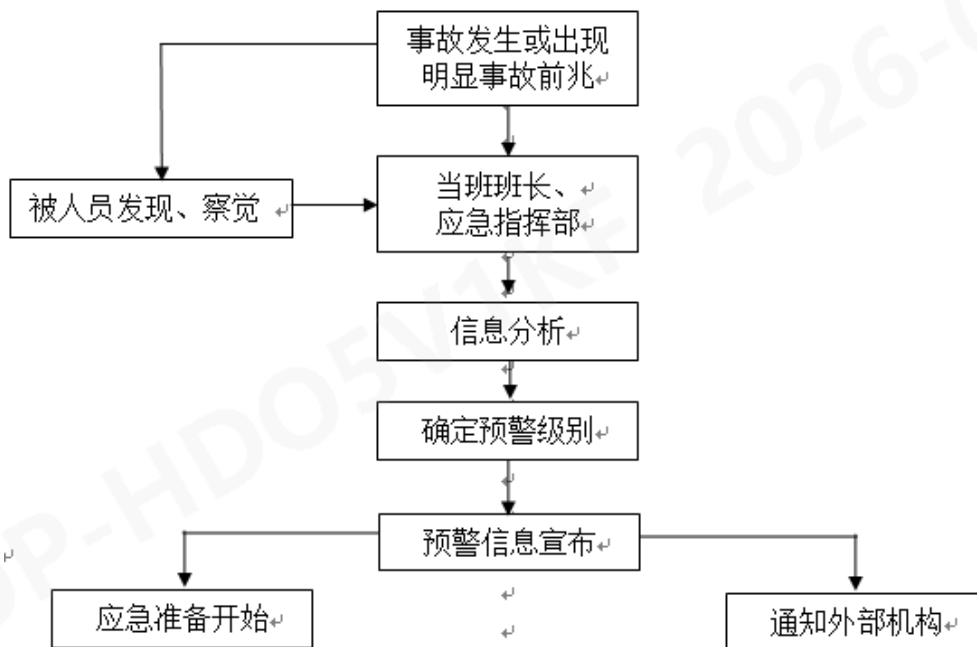 事故发生或出现
明显事故前兆
被人员发现、察觉
当班班长、
应急指挥部
信息分析
确定预警级别
预警信息宣布
应急准备开始
通知外部机构